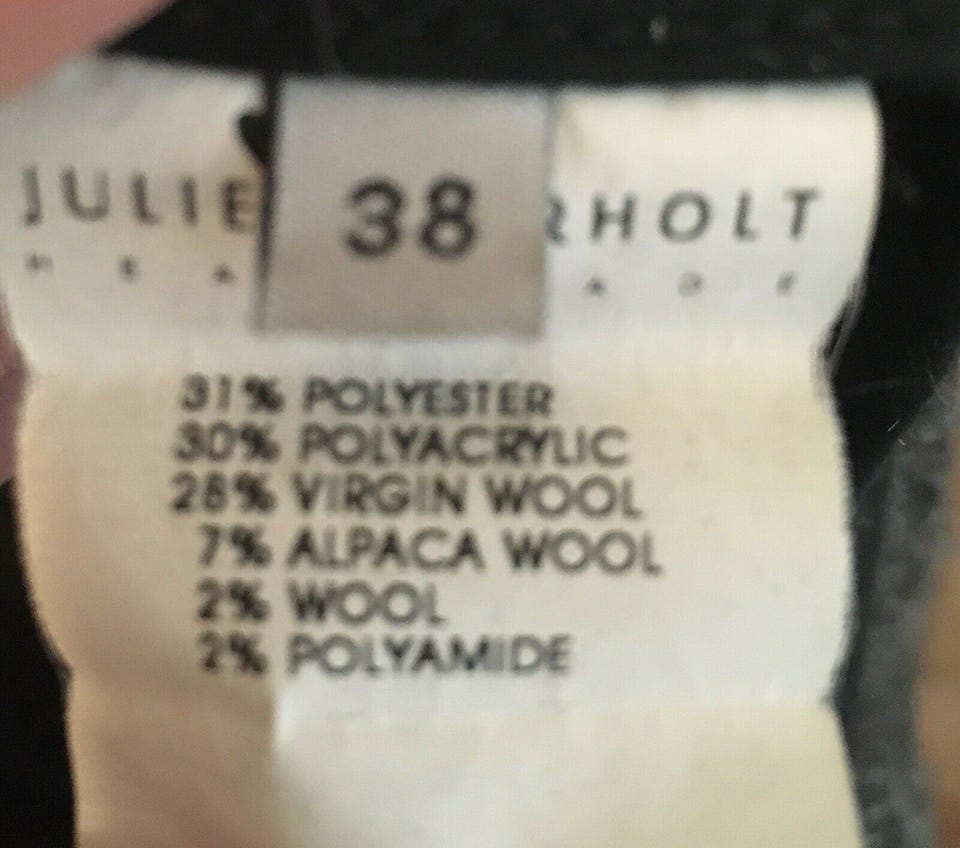 JULIE RHOLT
38
H E A A D E
31% POLYESTER
30% POLYACRYLIC
28% VIRGIN WOOL
7% ALPACA WOOL
2% WOOL
2% POLYAMIDE